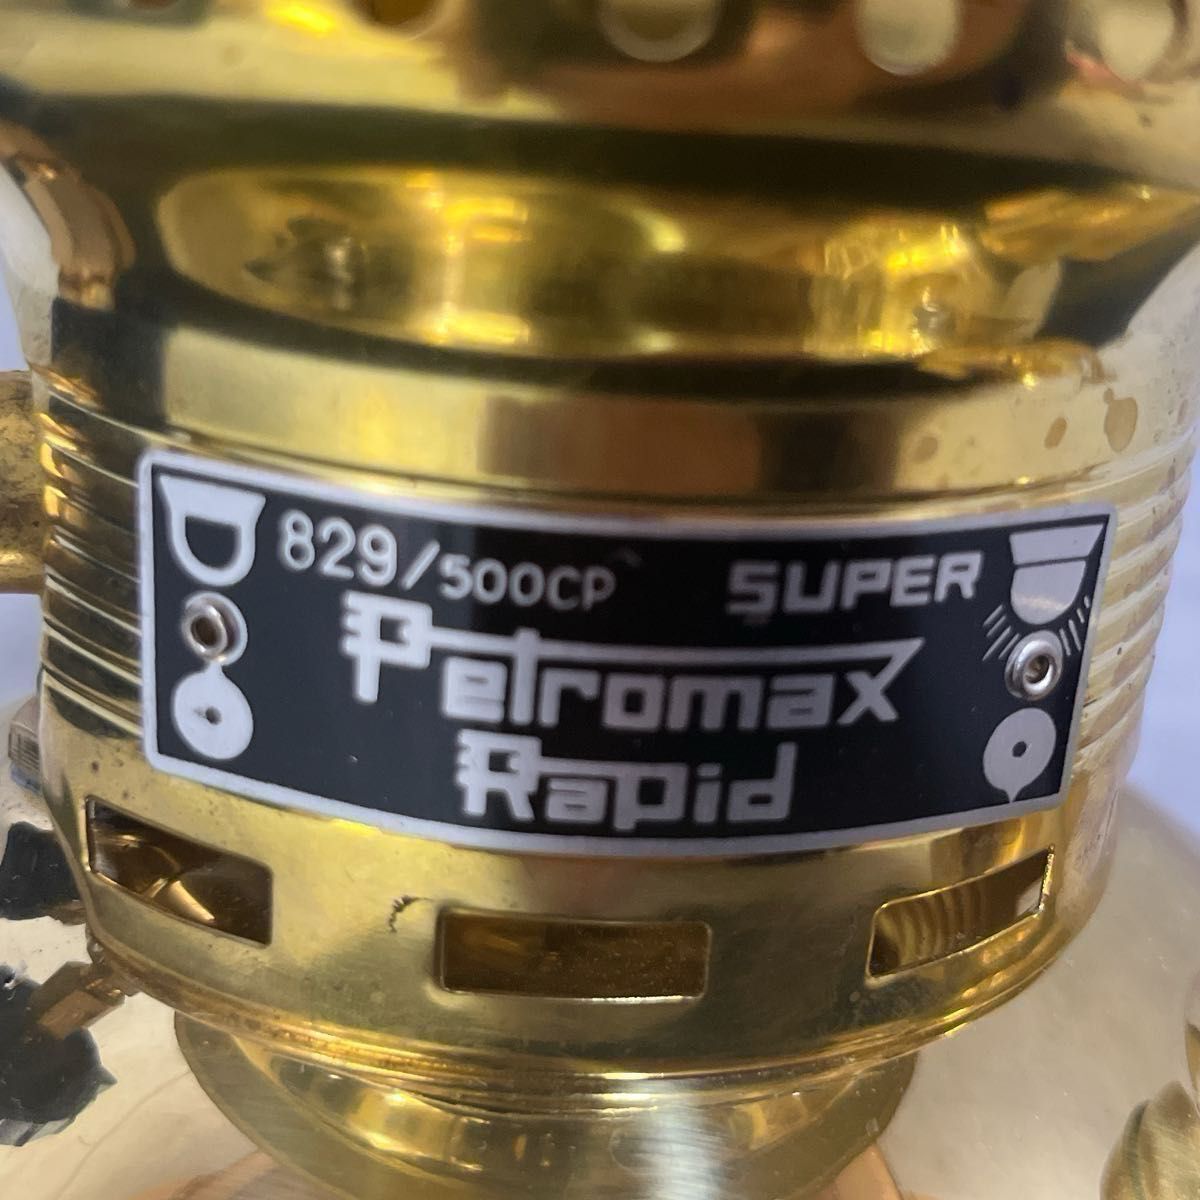 829/500CP SUPER
Petromax
Rapid